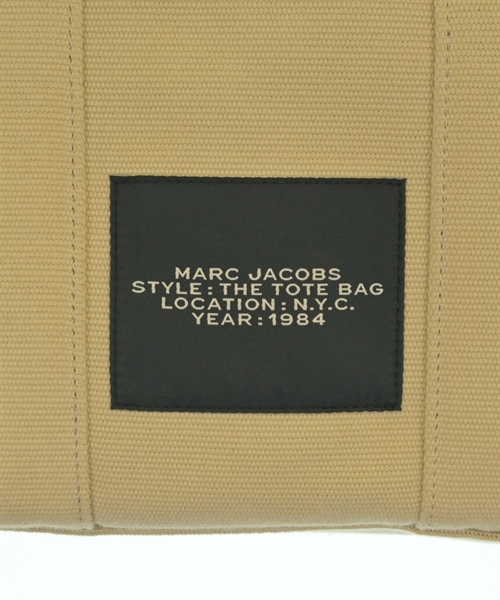 MARC JACOBS
STYLE : THE TOTE BAG
LOCATION : N.Y.C.
YEAR : 1984